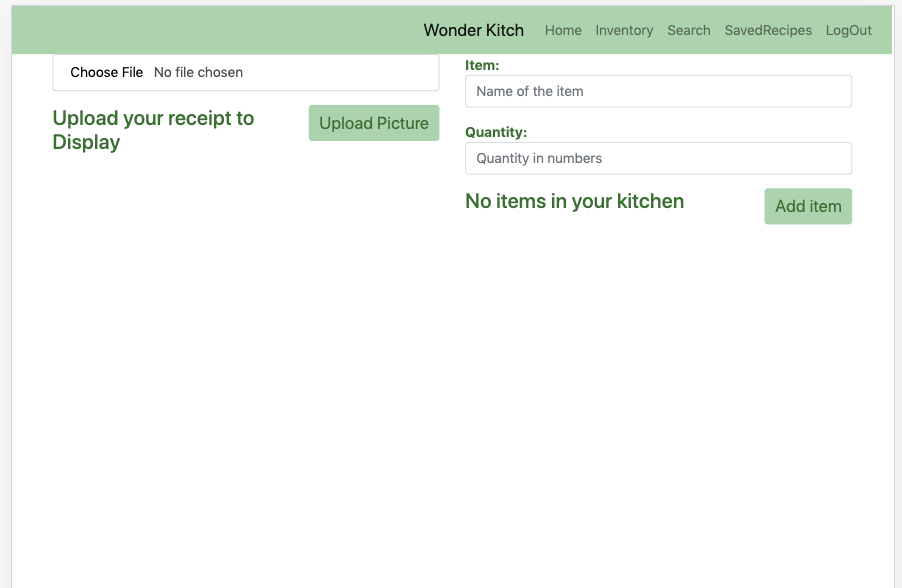 Wonder Kitch Home Inventory Search SavedRecipes LogOut
Choose File No file chosen
Upload your receipt to
Display
Upload Picture
Item:
Name of the item
Quantity:
Quantity in numbers
No items in your kitchen
Add item